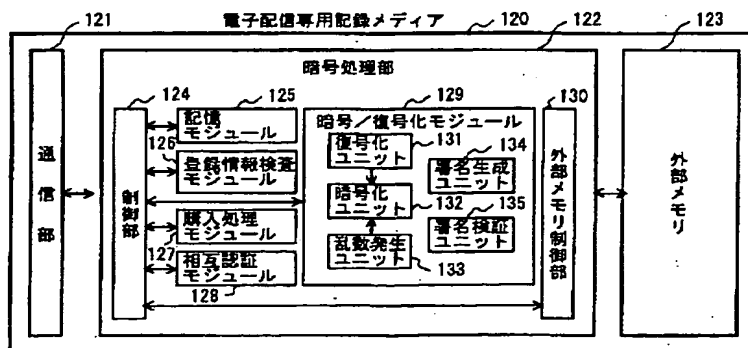 電子配信専用記録メディア
120
121
122
123
暗号処理部
通信部
124
制御部
125
記信
モジュール
126
登録情報検査
モジュール
127
購入処理
モジュール
相互認証
モジュール
128
129
暗号／復号化モジュール
復号化
ユニット
131
暗号化
ユニット
132
乱数発生
ユニット
133
署名生成
ユニット
134
署名検証
ユニット
135
130
外部メモリ制御部
外部メモリ